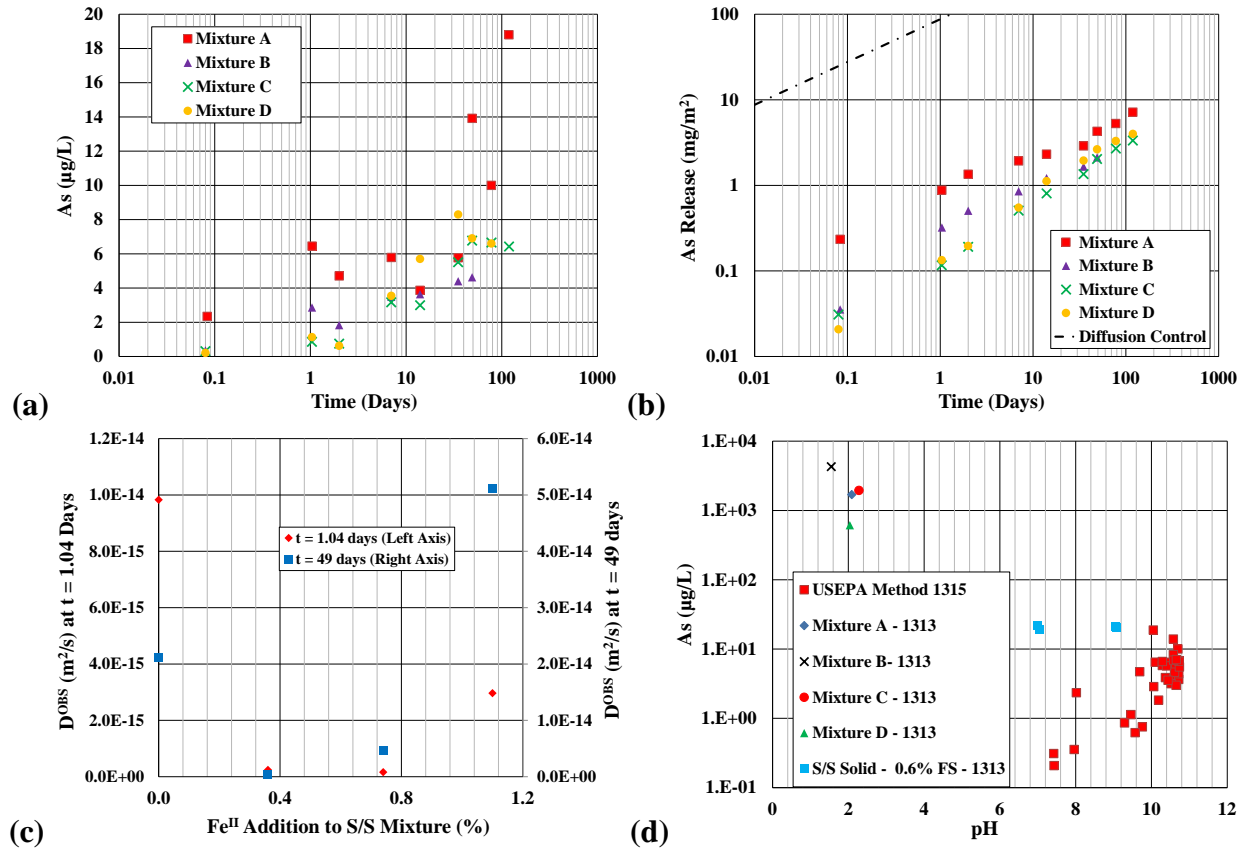 20
18
16
14
12
10
8
6
4
2
0
As (µg/L)
Mixture A
Mixture B
Mixture C
Mixture D
0.01
0.1
1
10
100
1000
Time (Days)
(a)
100
10
1
0.1
0.01
As Release (mg/m²)
Mixture A
Mixture B
Mixture C
Mixture D
Diffusion Control
0.01
0.1
1
10
100
1000
Time (Days)
(b)
1.2E-14
1.0E-14
8.0E-15
6.0E-15
4.0E-15
2.0E-15
0.0E+00
D^OBS (m²/s) at t = 1.04 Days
t = 1.04 days (Left Axis)
t = 49 days (Right Axis)
6.0E-14
5.0E-14
4.0E-14
3.0E-14
2.0E-14
1.0E-14
0.0E+00
D^OBS (m²/s) at t = 49 days
0.0
0.4
0.8
1.2
Fe^II Addition to S/S Mixture (%)
(c)
1.E+04
1.E+03
1.E+02
1.E+01
1.E+00
1.E-01
As (µg/L)
USEPA Method 1315
Mixture A - 1313
Mixture B- 1313
Mixture C - 1313
Mixture D - 1313
S/S Solid - 0.6% FS - 1313
0
2
4
6
8
10
12
pH
(d)